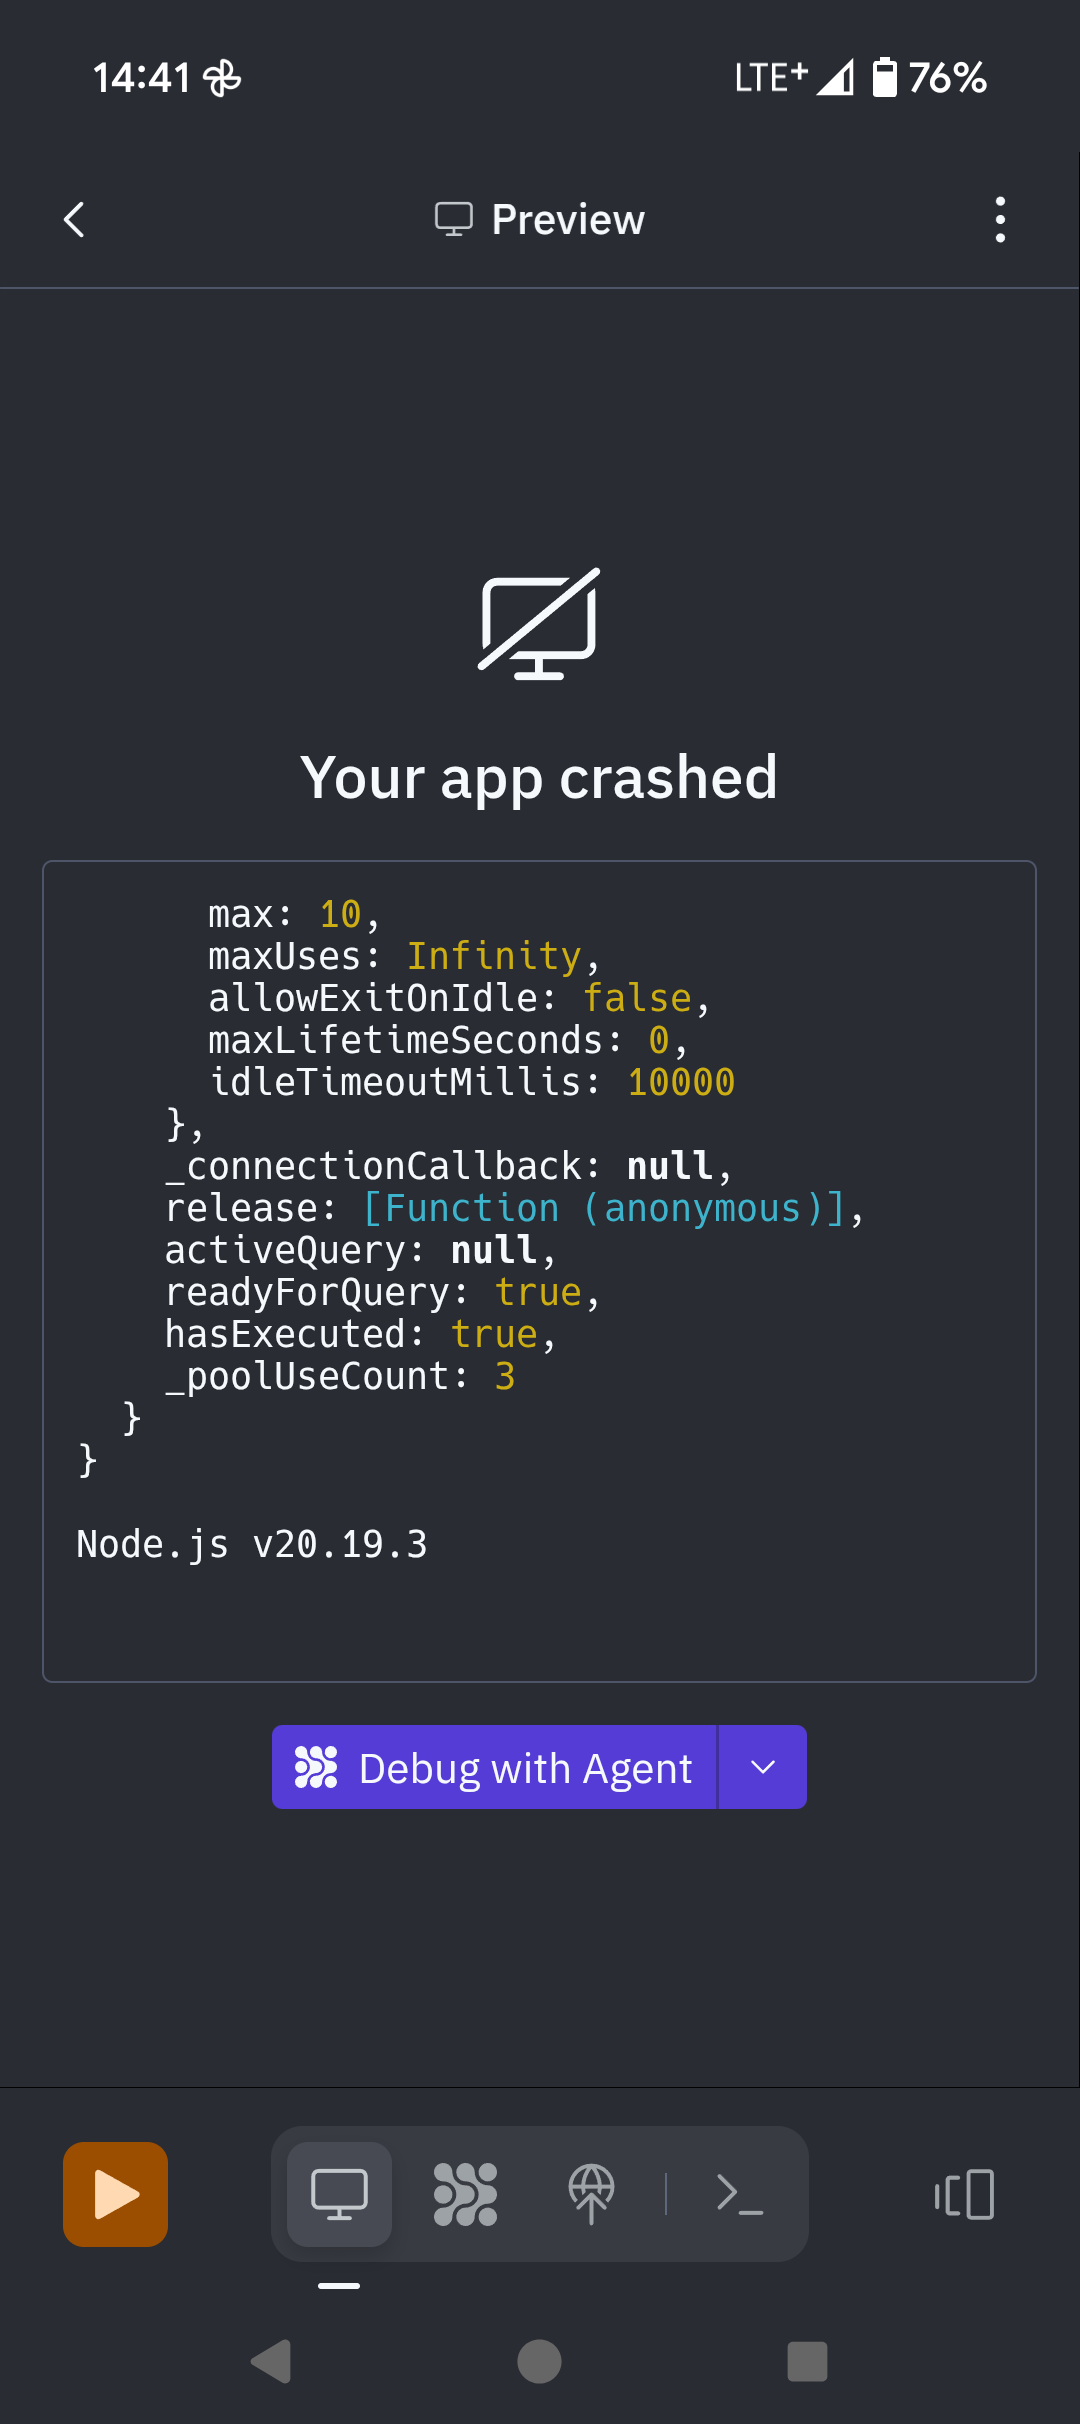 14:41
LTE+ 76%
Preview
Your app crashed
max: 10,
maxUses: Infinity,
allowExitOnIdle: false,
maxLifetimeSeconds: 0,
idleTimeoutMillis: 10000
},
_connectionCallback: null,
release: [Function (anonymous)],
activeQuery: null,
readyForQuery: true,
hasExecuted: true,
_poolUseCount: 3
}
}
Node.js v20.19.3
Debug with Agent